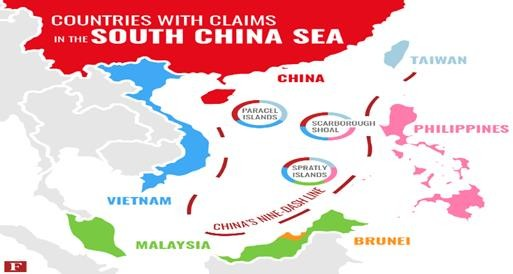 COUNTRIES WITH CLAIMS
IN THE SOUTH CHINA SEA
TAIWAN
CHINA
PARACEL
ISLANDS
SCARBOROUGH
SHOAL
PHILIPPINES
SPRATLY
ISLANDS
VIETNAM
CHINA'S NINE-DASH LINE
MALAYSIA
BRUNEI
F